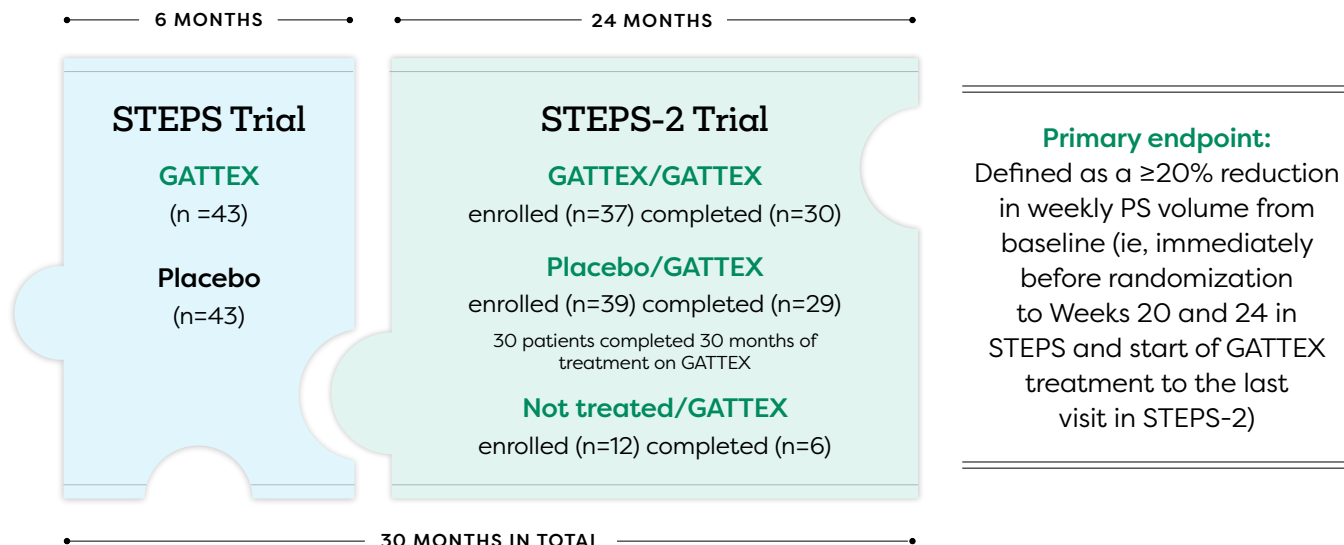 6 MONTHS
24 MONTHS
STEPS Trial
GATTEX
(n =43)
Placebo
(n=43)
STEPS-2 Trial
GATTEX/GATTEX
enrolled (n=37) completed (n=30)
Placebo/GATTEX
enrolled (n=39) completed (n=29)
30 patients completed 30 months of
treatment on GATTEX
Not treated/GATTEX
enrolled (n=12) completed (n=6)
Primary endpoint:
Defined as a ≥20% reduction
in weekly PS volume from
baseline (ie, immediately
before randomization
to Weeks 20 and 24 in
STEPS and start of GATTEX
treatment to the last
visit in STEPS-2)
30 MONTHS IN TOTAL